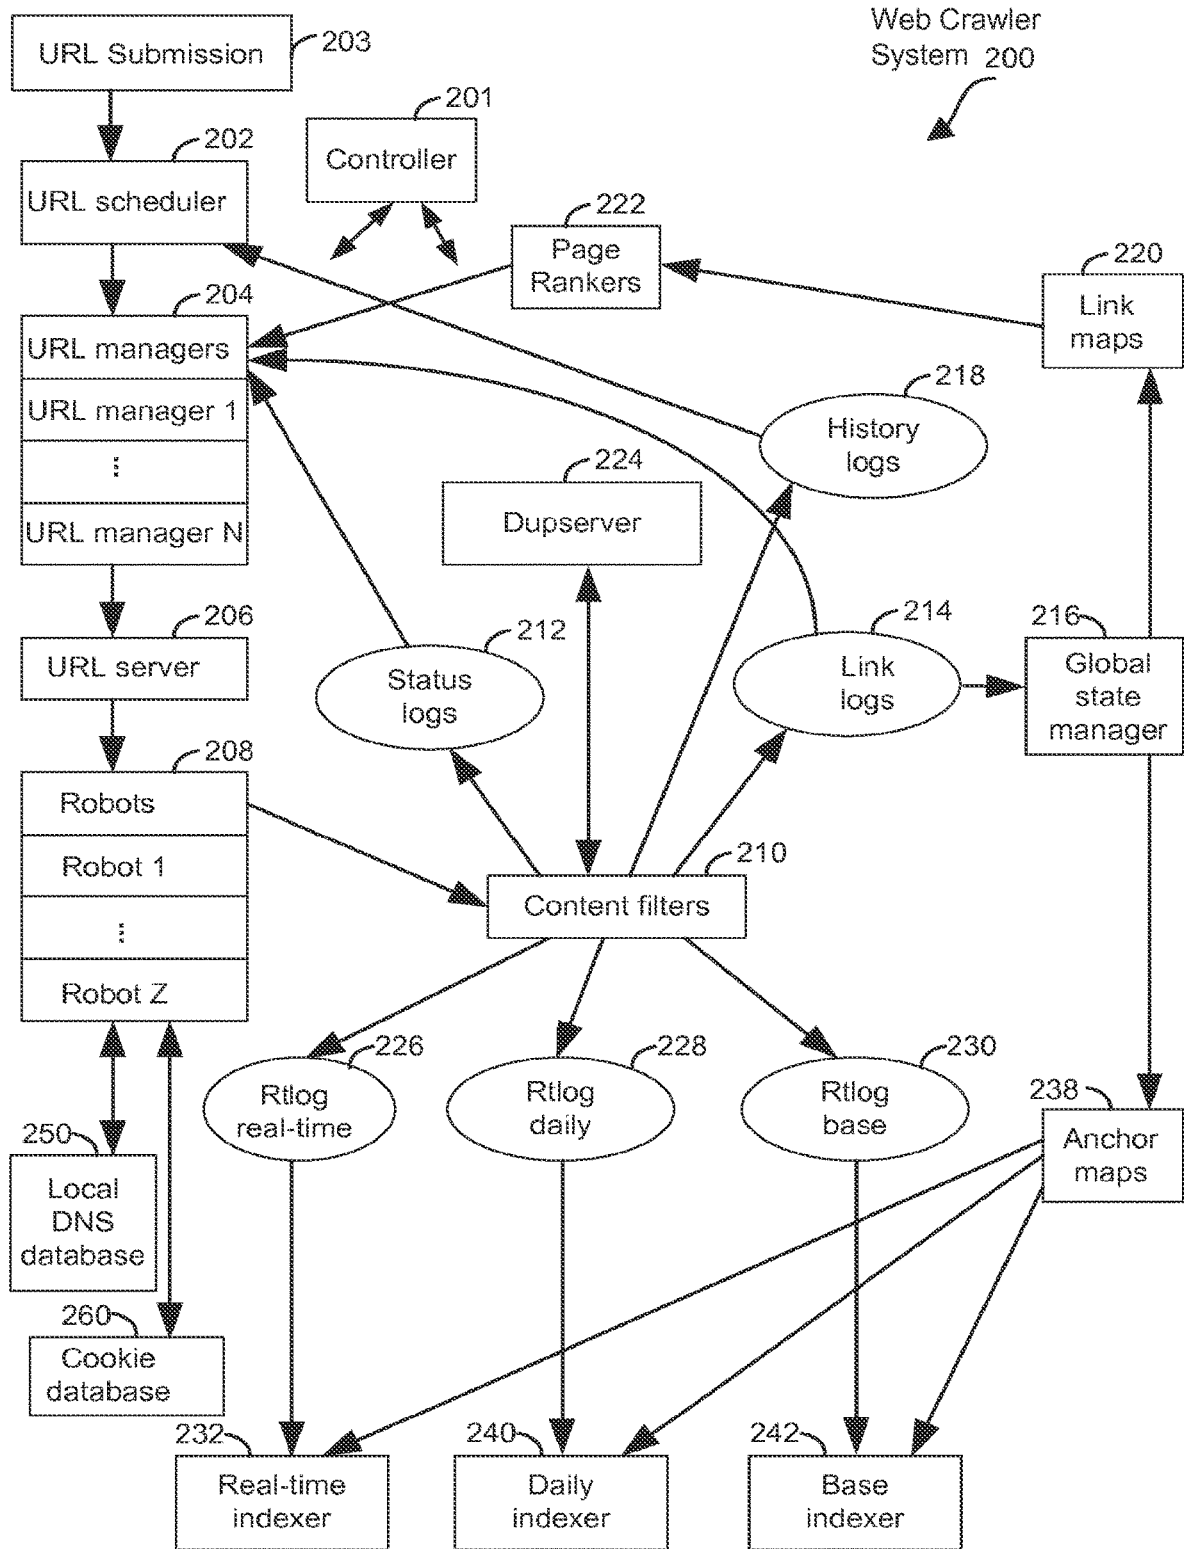 Web Crawler
System 200
URL Submission
203
201
202
Controller
URL scheduler
222
Page
Rankers
220
Link
maps
204
URL managers
URL manager 1
...
URL manager N
218
History
logs
224
Dupserver
206
URL server
212
Status
logs
214
Link
logs
216
Global
state
manager
208
Robots
Robot 1
...
Robot Z
210
Content filters
226
Rtlog
real-time
228
Rtlog
daily
230
Rtlog
base
238
Anchor
maps
250
Local
DNS
database
260
Cookie
database
232
Real-time
indexer
240
Daily
indexer
242
Base
indexer